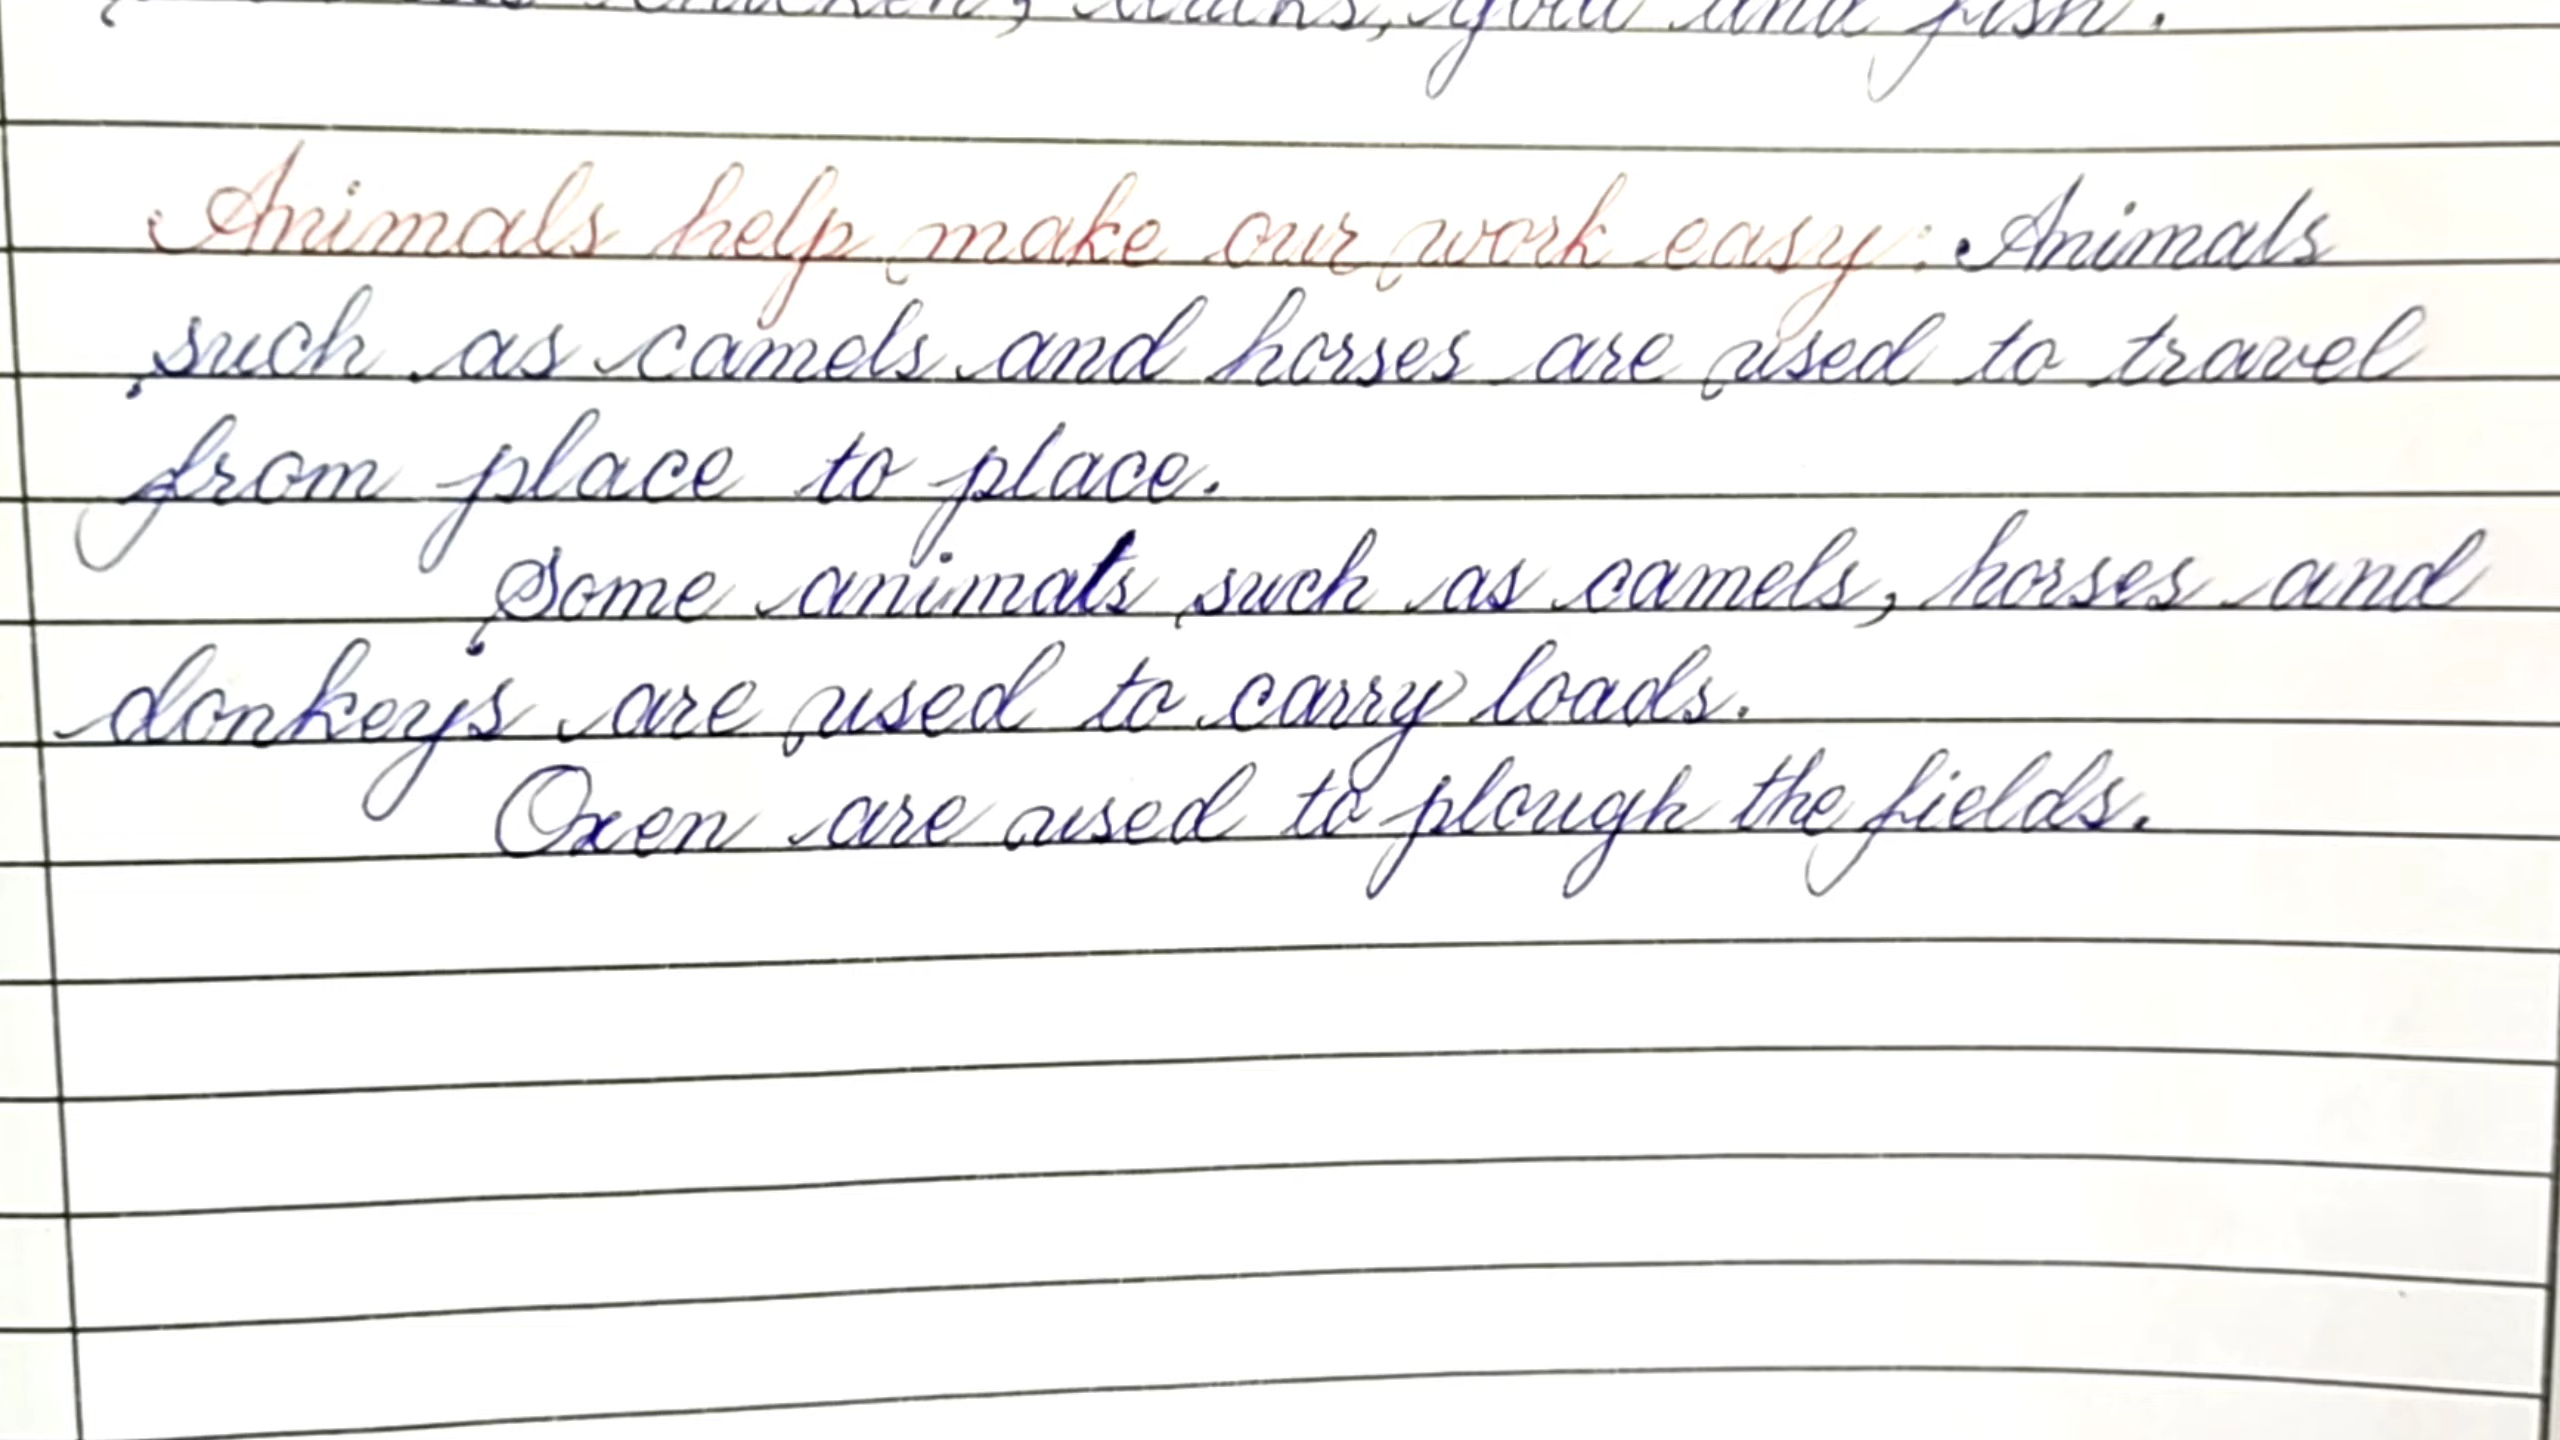 and fish.
Animals help make our work easy: Animals
such as camels and horses are used to travel
from place to place.
Some animals such as camels, horses and
donkeys are used to carry loads.
Oxen are used to plough the fields.